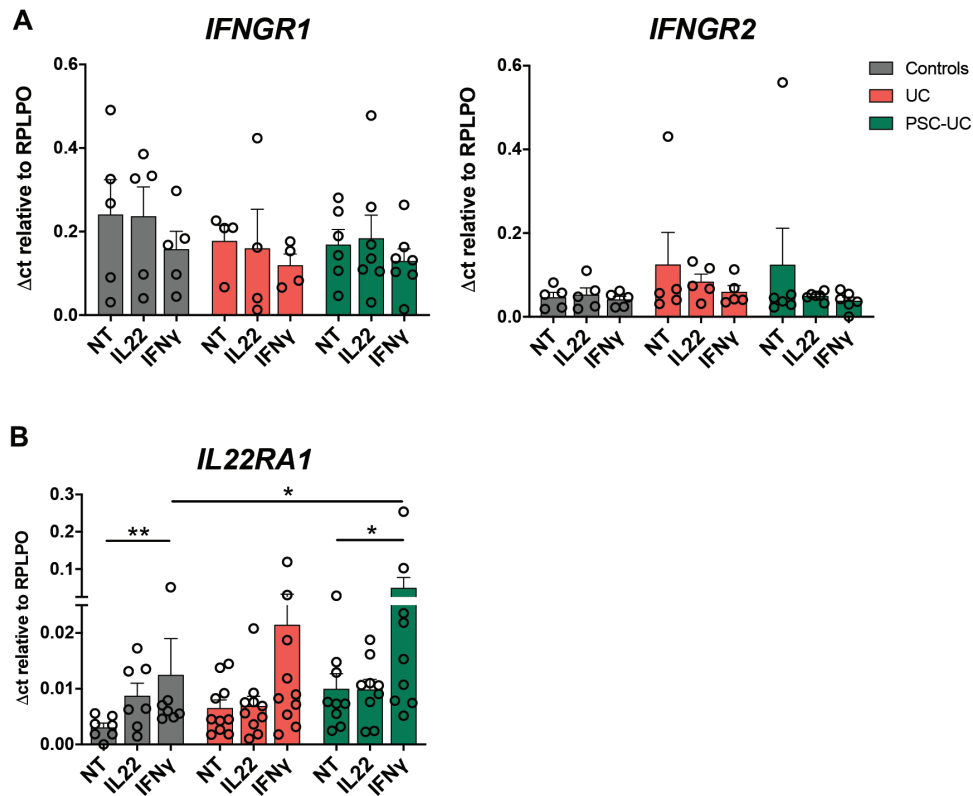 A
IFNGR1
IFNGR2
Δct relative to RPLPO
0.6
0.4
0.2
0.0
NT IL22 IFNγ NT IL22 IFNγ NT IL22 IFNγ
Δct relative to RPLPO
0.6
0.4
0.2
0.0
NT IL22 IFNγ NT IL22 IFNγ NT IL22 IFNγ
Controls
UC
PSC-UC
B
IL22RA1
Δct relative to RPLPO
0.3
0.2
0.1
0.02
0.01
0.00
*
**
*
NT IL22 IFNγ NT IL22 IFNγ NT IL22 IFNγ